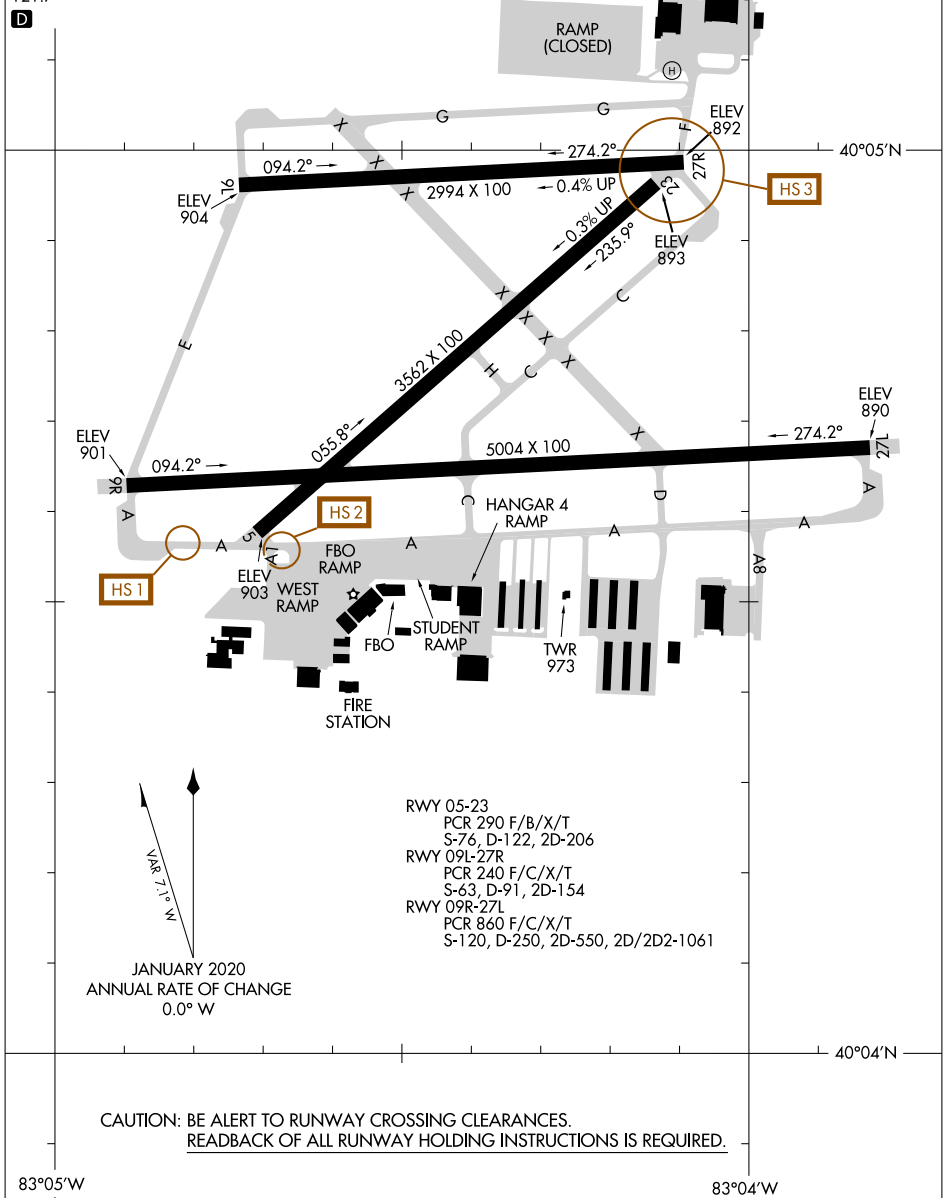 D
RAMP
(CLOSED)
H
ELEV
892
G
G
F
X
40°05'N
094.2°
274.2°
X
27R
9L
2994 X 100
0.4% UP
X
23
HS 3
ELEV
904
0.3% UP
235.9°
ELEV
893
X
C
X
E
X
3562 X 100
X
H
C
ELEV
890
ELEV
901
055.8°
X
274.2°
5004 X 100
27L
094.2°
9R
A
C
HANGAR 4
RAMP
D
A
HS 2
A
5
A
A1
FBO
RAMP
A
A
A8
HS 1
ELEV
903
WEST
RAMP
FBO
STUDENT
RAMP
TWR
973
FIRE
STATION
VAR 7.1° W
JANUARY 2020
ANNUAL RATE OF CHANGE
0.0° W
RWY 05-23
PCR 290 F/B/X/T
S-76, D-122, 2D-206
RWY 09L-27R
PCR 240 F/C/X/T
S-63, D-91, 2D-154
RWY 09R-27L
PCR 860 F/C/X/T
S-120, D-250, 2D-550, 2D/2D2-1061
40°04'N
CAUTION: BE ALERT TO RUNWAY CROSSING CLEARANCES.
READBACK OF ALL RUNWAY HOLDING INSTRUCTIONS IS REQUIRED.
83°05'W
83°04'W